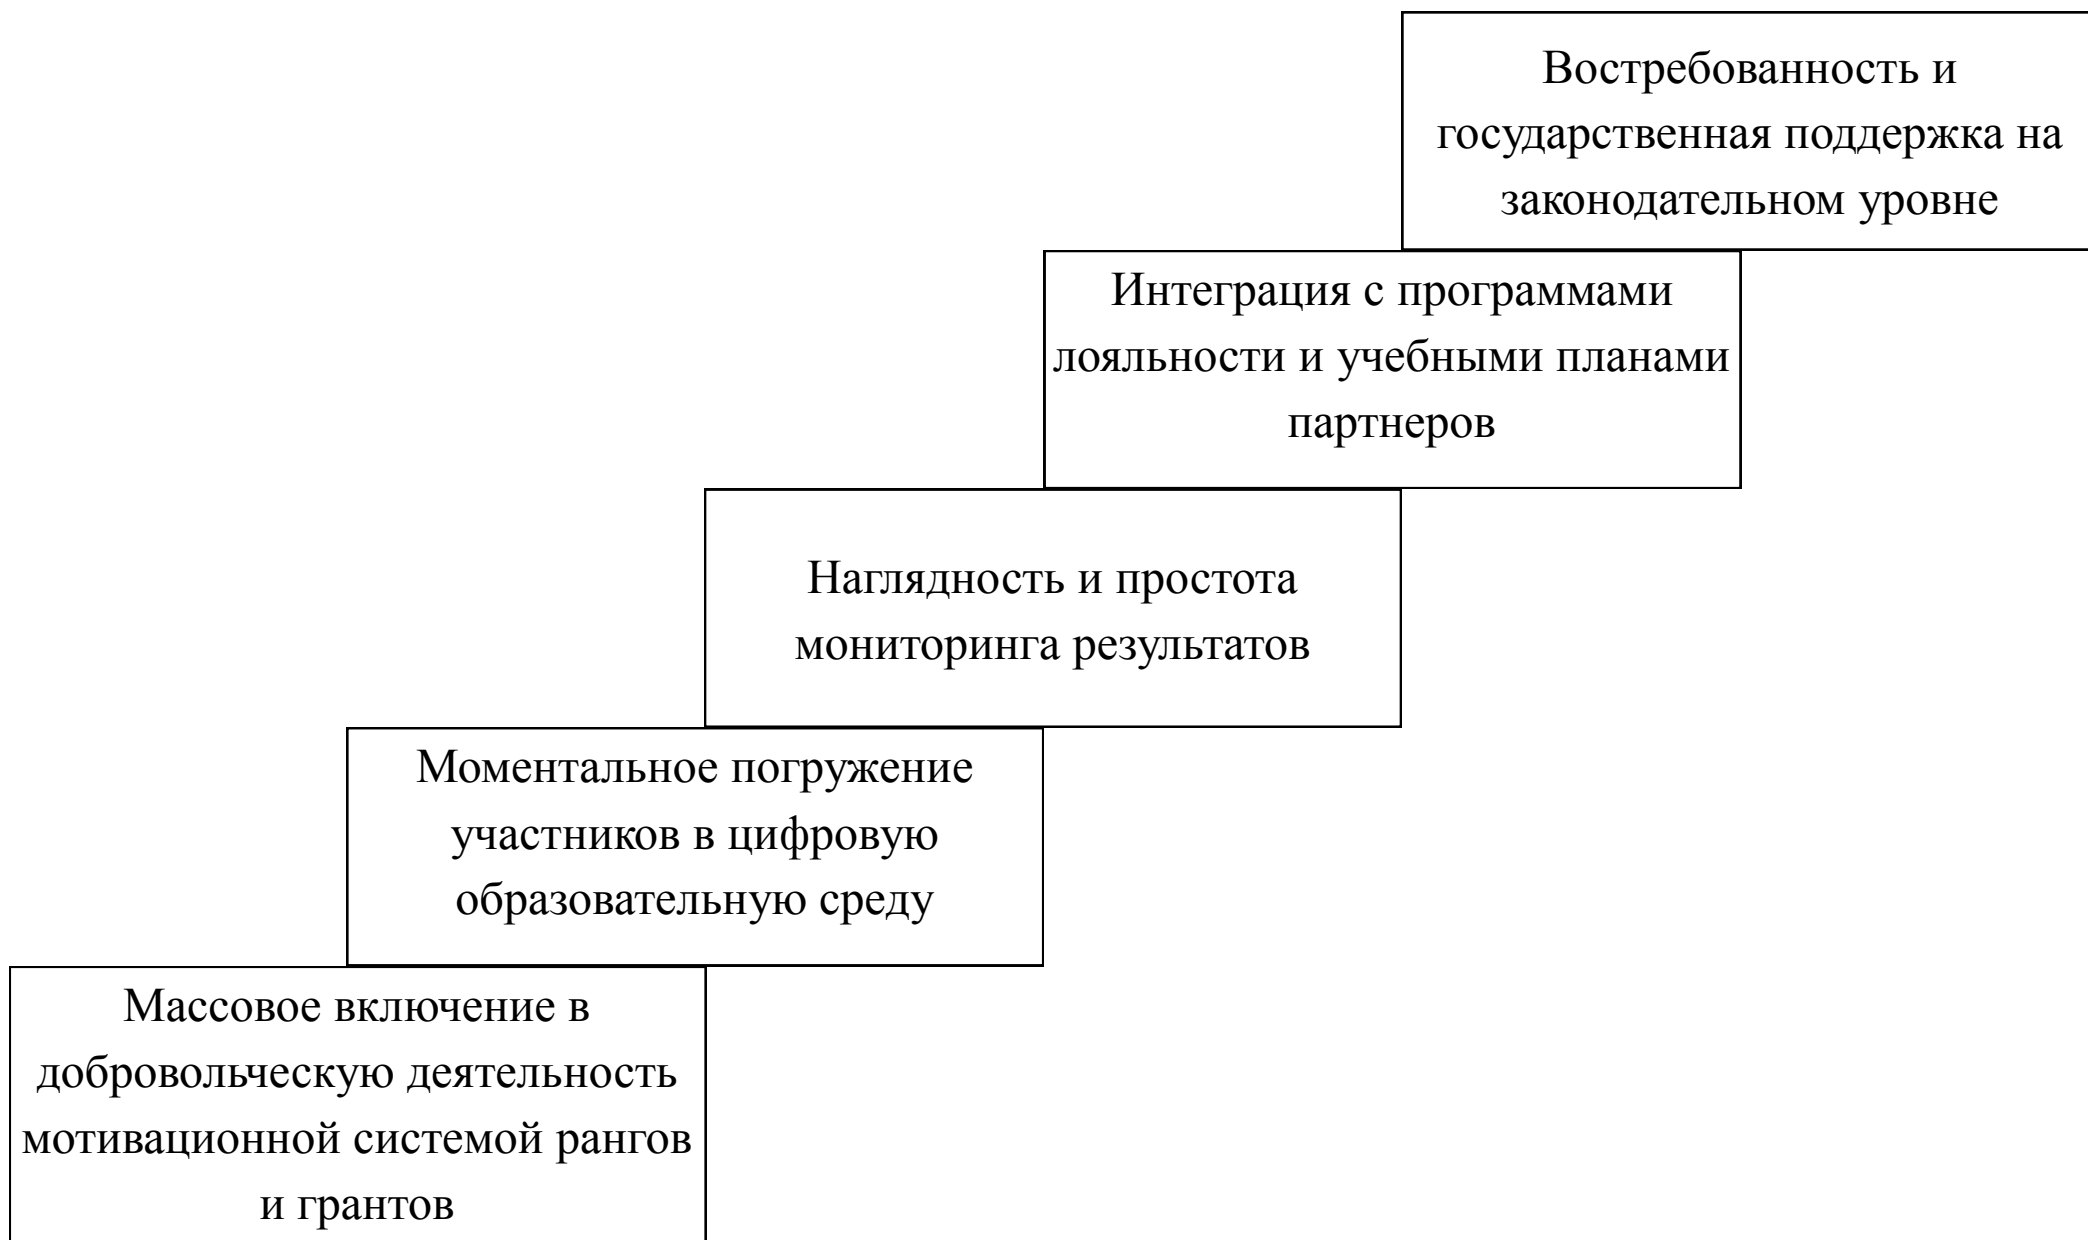 Востребованность и
государственная поддержка на
законодательном уровне
Интеграция с программами
лояльности и учебными планами
партнеров
Наглядность и простота
мониторинга результатов
Моментальное погружение
участников в цифровую
образовательную среду
Массовое включение в
добровольческую деятельность
мотивационной системой рангов
и грантов